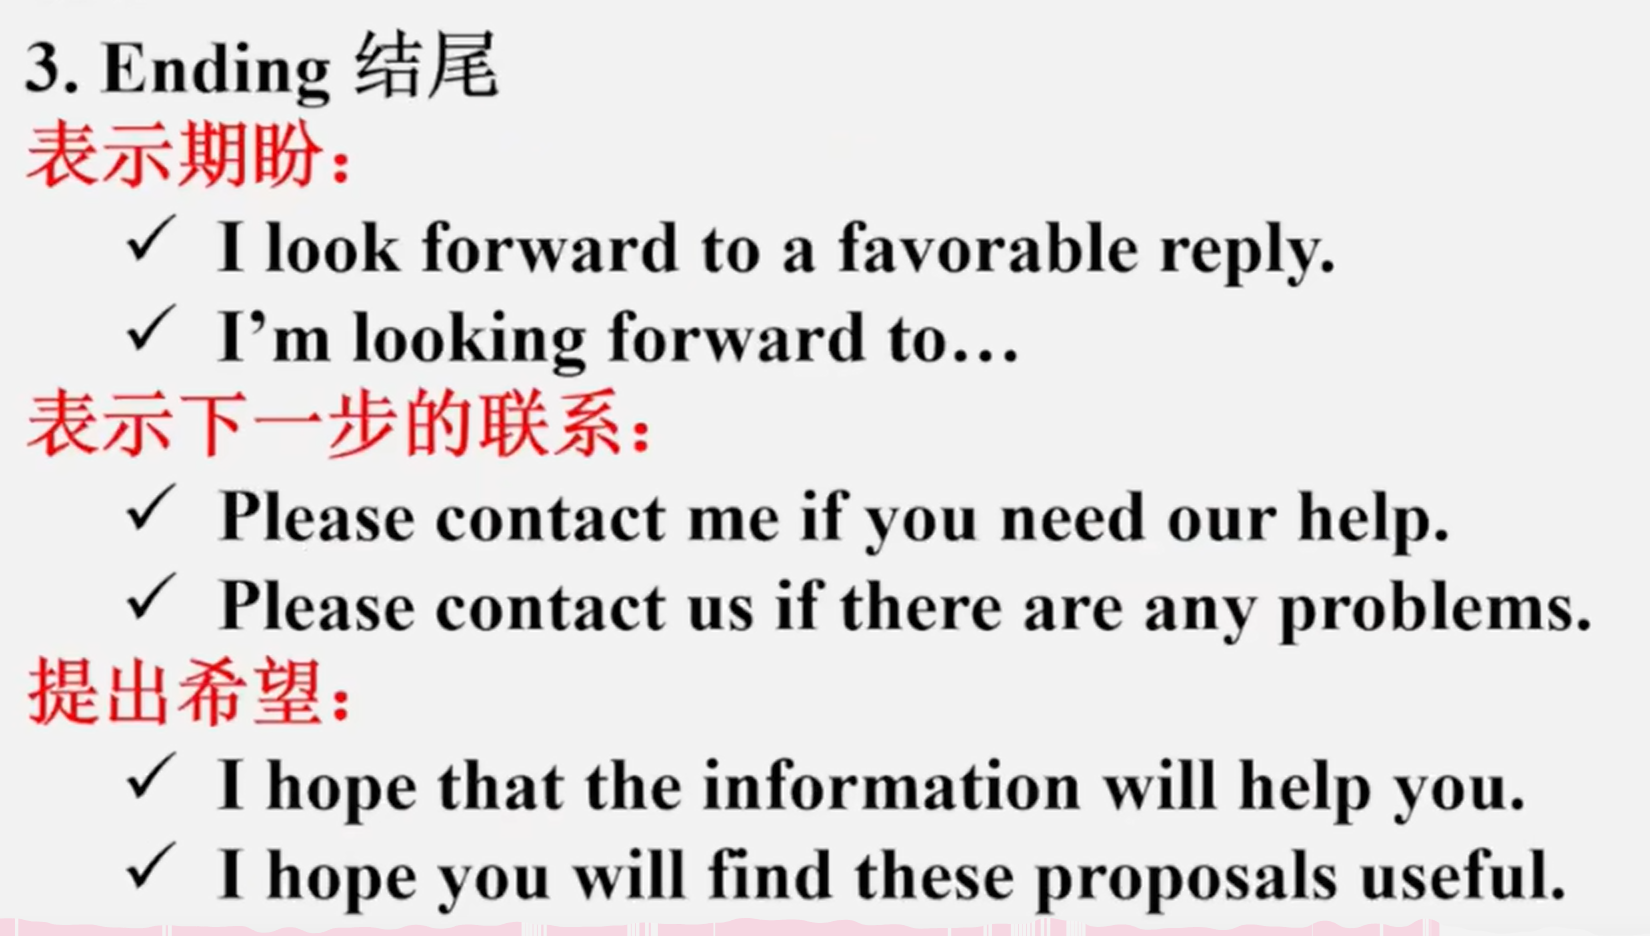 3. Ending 结尾
表示期盼：
✓ I look forward to a favorable reply.
✓ I’m looking forward to…
表示下一步的联系：
✓ Please contact me if you need our help.
✓ Please contact us if there are any problems.
提出希望：
✓ I hope that the information will help you.
✓ I hope you will find these proposals useful.